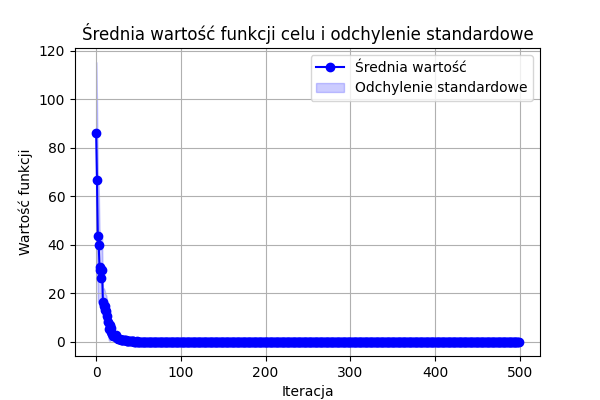 Średnia wartość funkcji celu i odchylenie standardowe
Średnia wartość
Odchylenie standardowe
Wartość funkcji
120
100
80
60
40
20
0
0 100 200 300 400 500
Iteracja